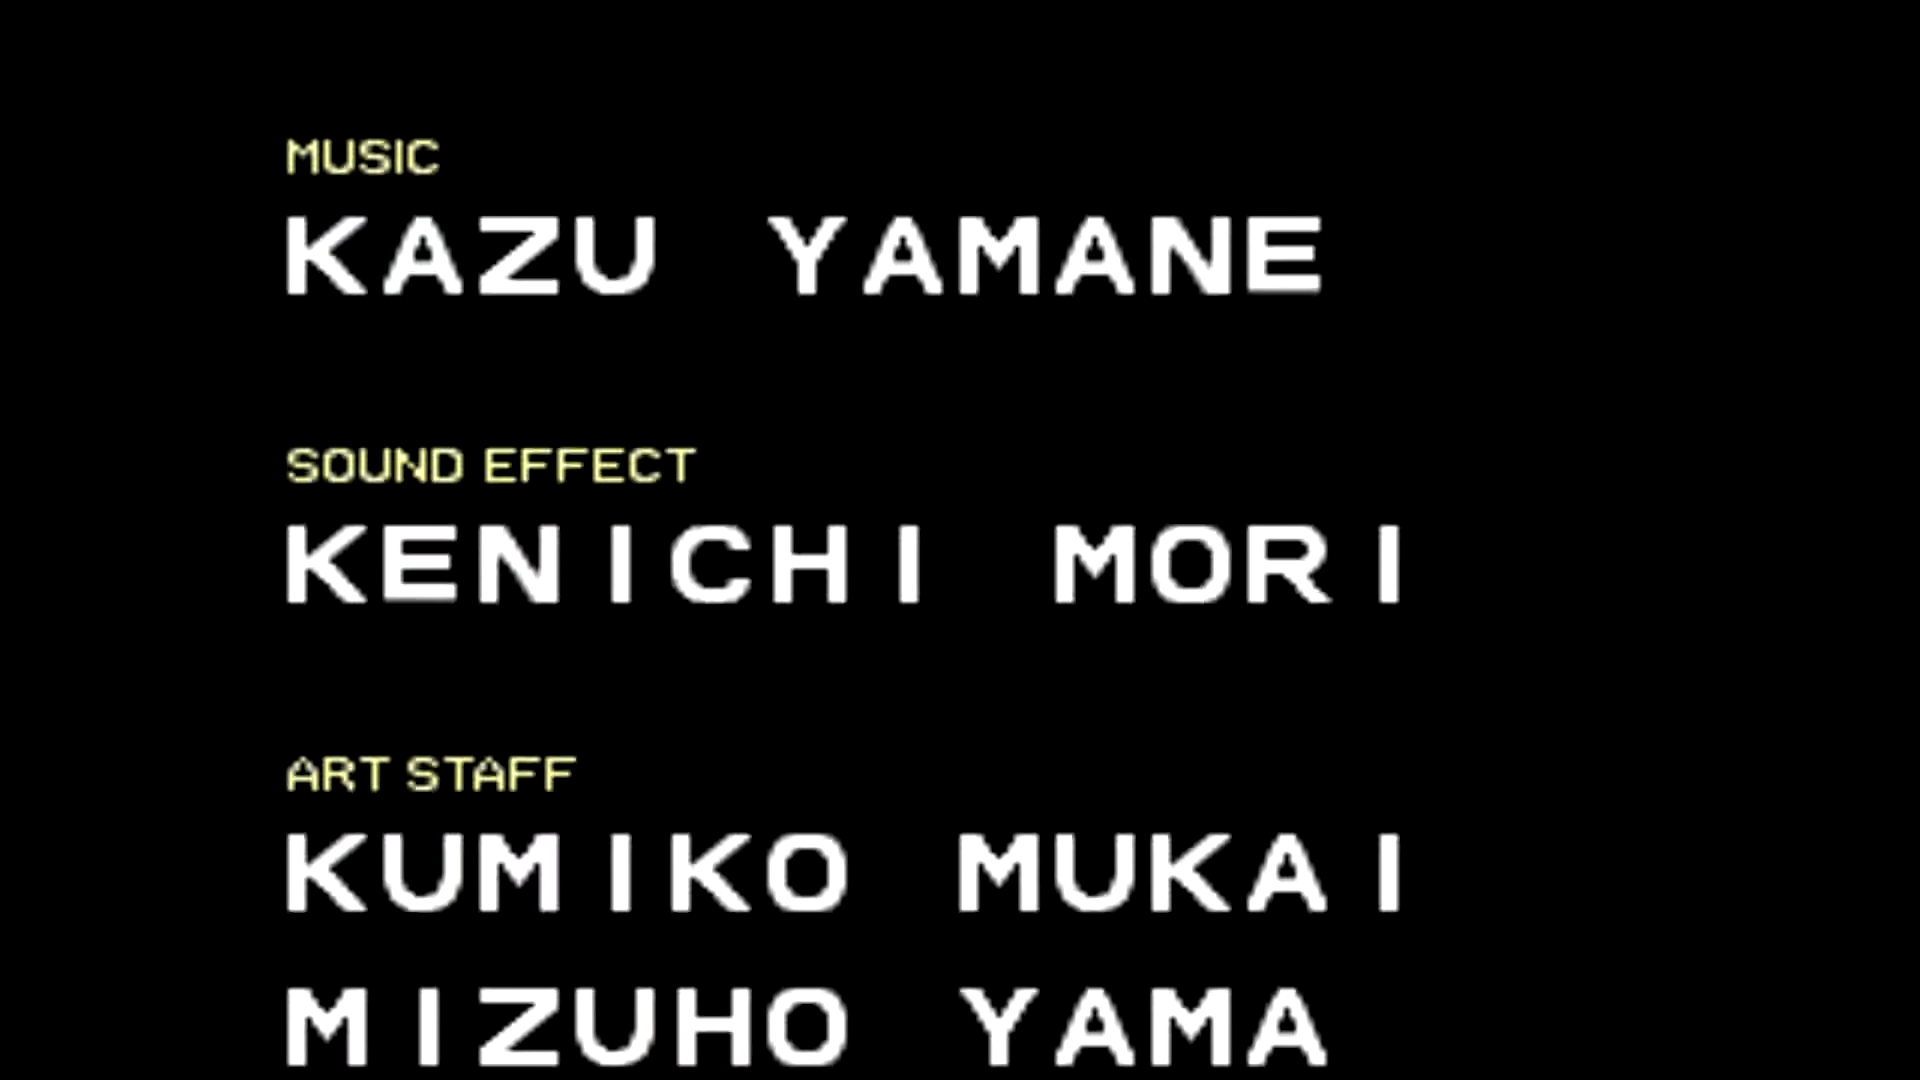 MUSIC
KAZU YAMANE
SOUND EFFECT
KENICHI MORI
ART STAFF
KUMIKO MUKAI
MIZUHO YAMA